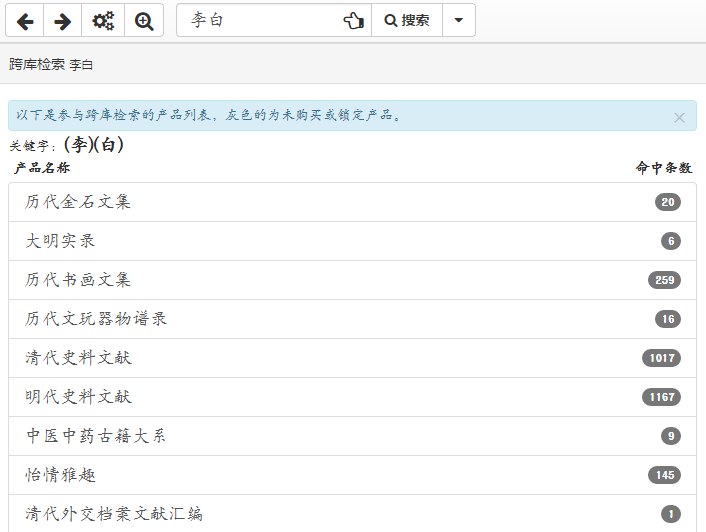 李白 搜索
跨库检索 李白
以下是参与跨库检索的产品列表，灰色的为未购买或锁定产品。 ×
关键字：(李)(白)
产品名称 命中条数
历代金石文集 20
大明实录 6
历代书画文集 259
历代文玩器物谱录 16
清代史料文献 1017
明代史料文献 1167
中医中药古籍大系 9
怡情雅趣 145
清代外交档案文献汇编 1